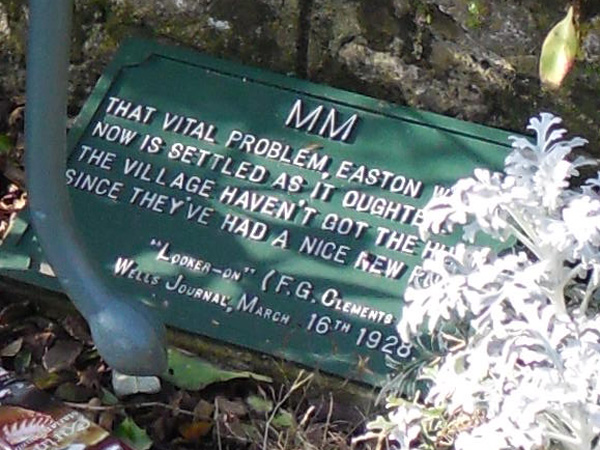 MM
THAT VITAL PROBLEM, EASTON
NOW IS SETTLED AS IT OUGHTER
THE VILLAGE HAVEN'T GOT THE
SINCE THEY'VE HAD A NICE NEW
"LOOKER-ON" (F.G. CLEMENTS
WELLS JOURNAL, MARCH 16TH 1928